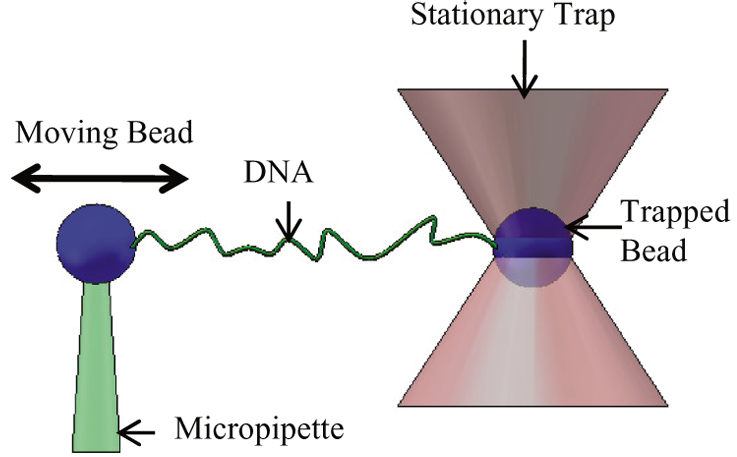 Stationary Trap
Moving Bead
DNA
Trapped
Bead
Micropipette